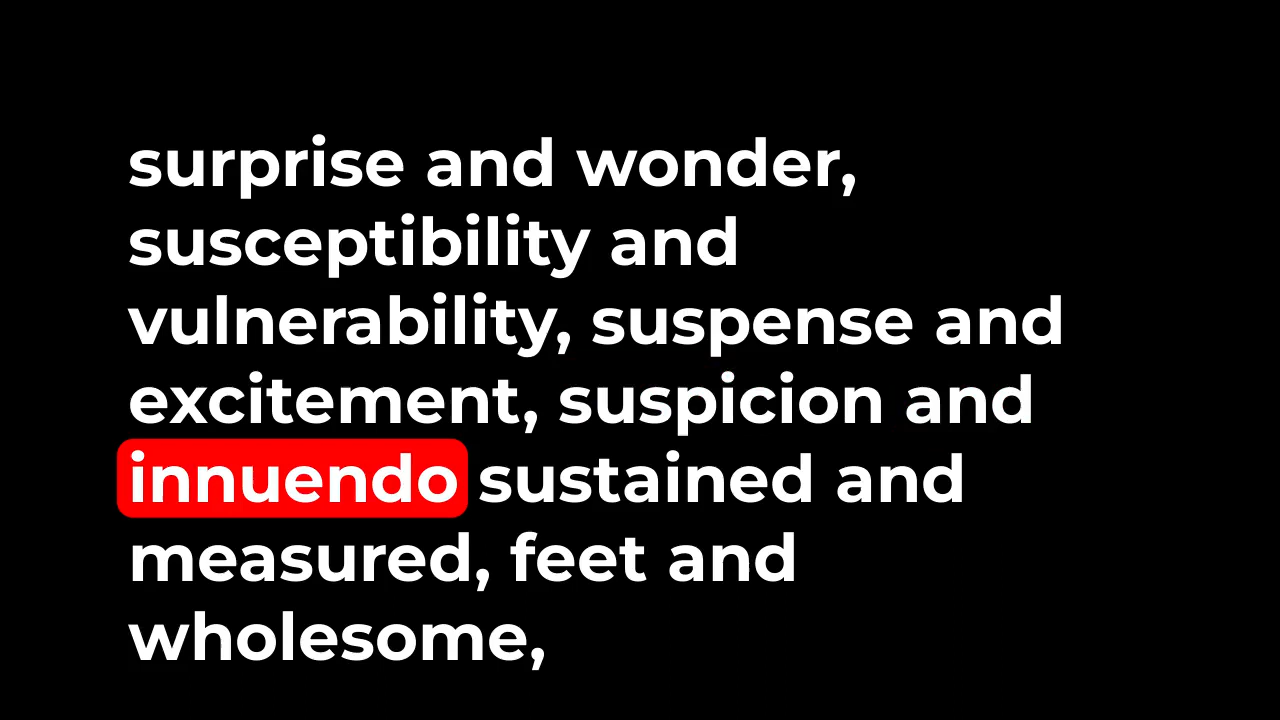 surprise and wonder,
susceptibility and
vulnerability, suspense and
excitement, suspicion and
innuendo sustained and
measured, feet and
wholesome,